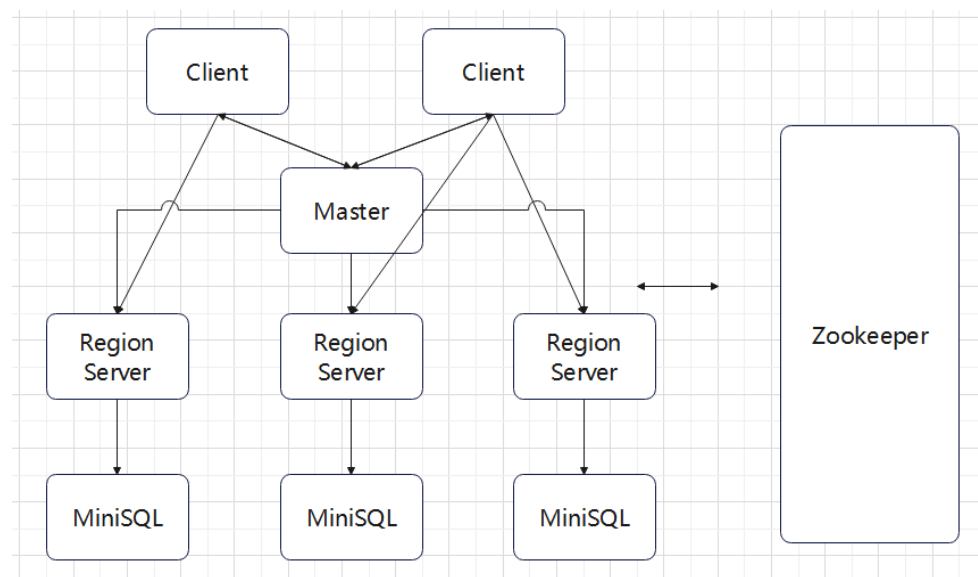 Client
Client
Master
Region
Server
Region
Server
Region
Server
Zookeeper
MiniSQL
MiniSQL
MiniSQL